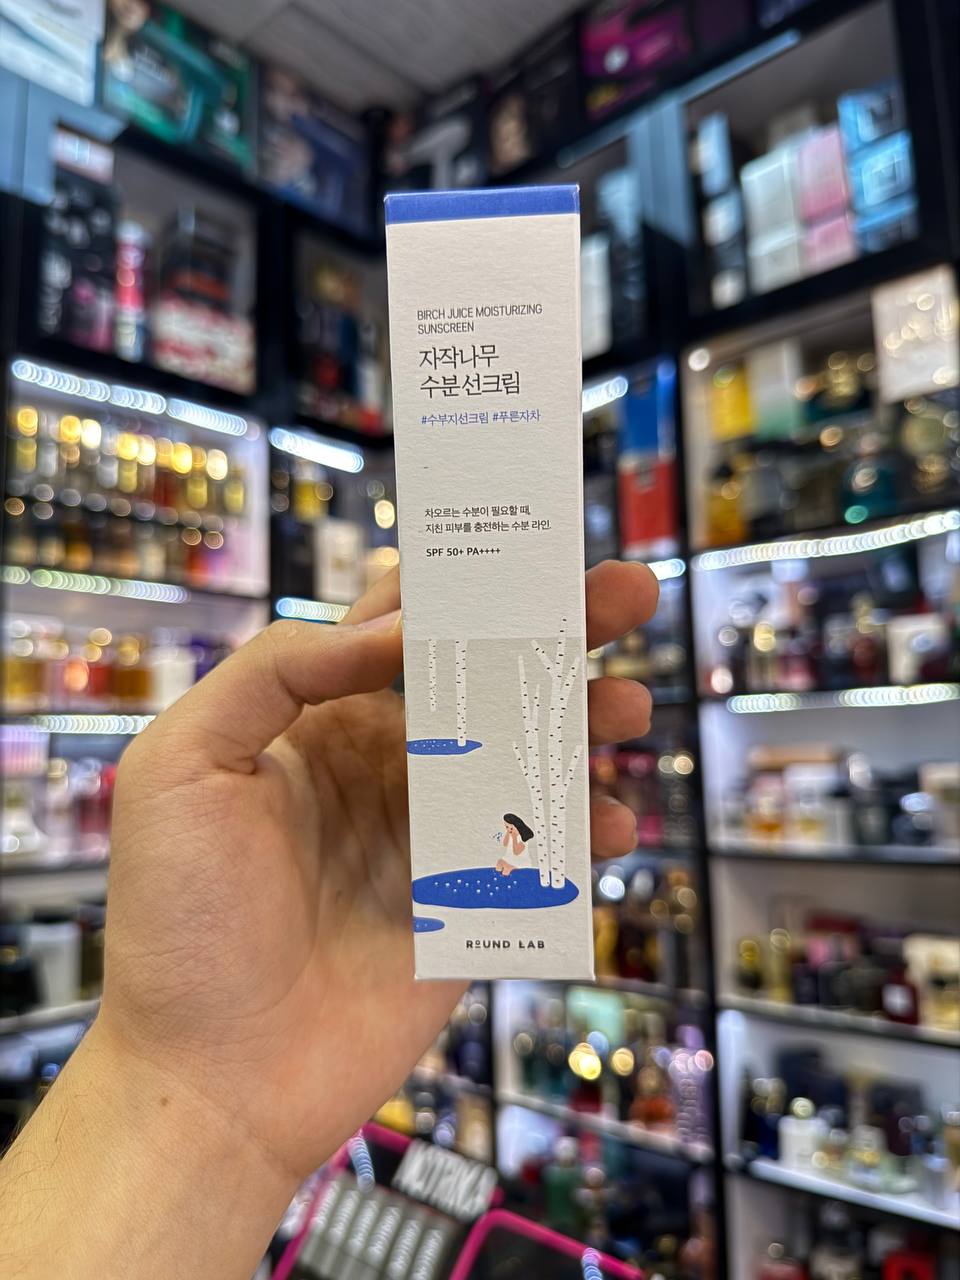 BIRCH JUICE MOISTURIZING
SUNSCREEN
자작나무
수분선크림
#수부지선크림 #푸른자차
차오르는 수분이 필요할 때,
지친 피부를 충전하는 수분 라인.
SPF 50+ PA++++
ROUND LAB